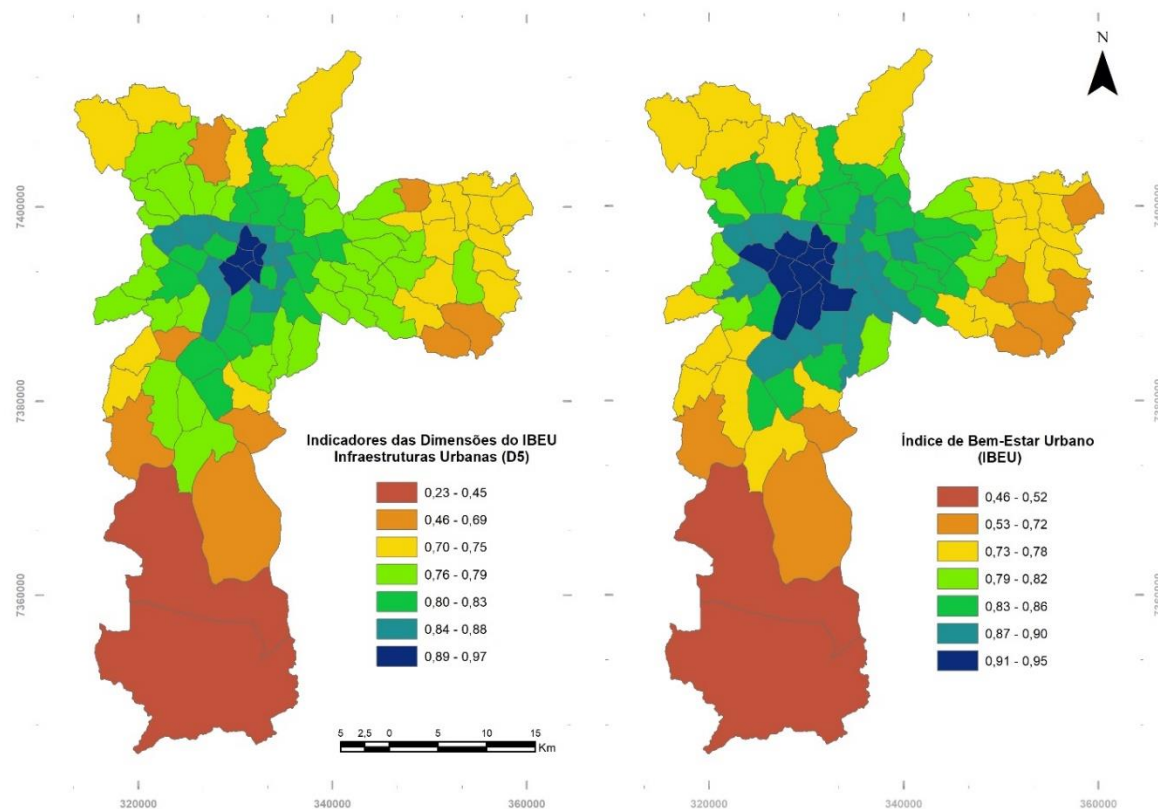 N
7400000
7380000
7360000
Indicadores das Dimensões do IBEU
Infraestruturas Urbanas (D5)
0,23 - 0,45
0,46 - 0,69
0,70 - 0,75
0,76 - 0,79
0,80 - 0,83
0,84 - 0,88
0,89 - 0,97
5 2,5 0 5 10 15
Km
320000 340000 360000
Índice de Bem-Estar Urbano
(IBEU)
0,46 - 0,52
0,53 - 0,72
0,73 - 0,78
0,79 - 0,82
0,83 - 0,86
0,87 - 0,90
0,91 - 0,95
7400000
7380000
7360000
320000 340000 360000